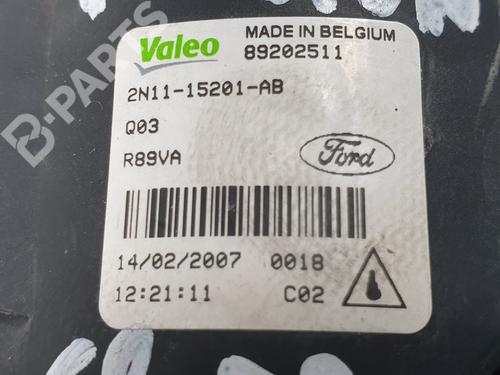 B-PARTS
Valeo
MADE IN BELGIUM
89202511
2N11-15201-AB
Q03
R89VA
Ford
14/02/2007 0018
12:21:11 C02